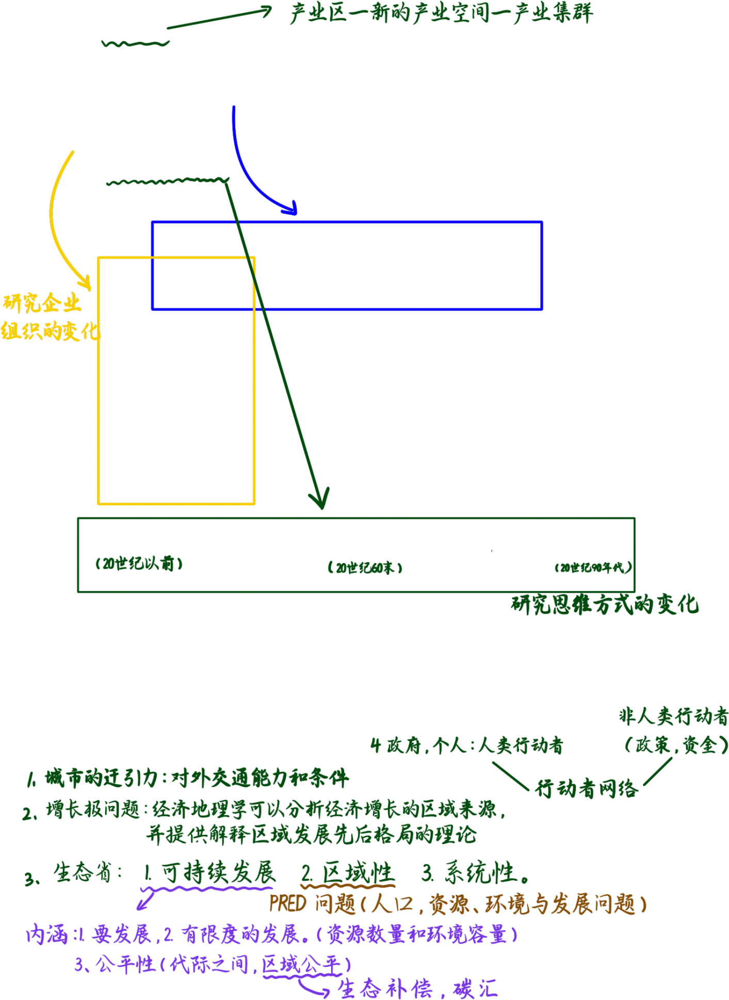 产业区一新的产业空间一产业集群
研究企业
组织的变化
(20世纪以前)
(20世纪60末)
(20世纪90年代)
研究思维方式的变化
非人类行动者
4 政府,个人:人类行动者
(政策,资金)
行动者网络
1. 城市的迂引力:对外交通能力和条件
2、增长极问题:经济地理学可以分析经济增长的区域来源,
并提供解释区域发展先后格局的理论
3、生态省: 1. 可持续发展 2. 区域性 3. 系统性。
PRED 问题(人口,资源、环境与发展问题)
内涵:1. 要发展,2. 有限度的发展。(资源数量和环境容量)
3、公平性(代际之间,区域公平)
生态补偿,碳汇